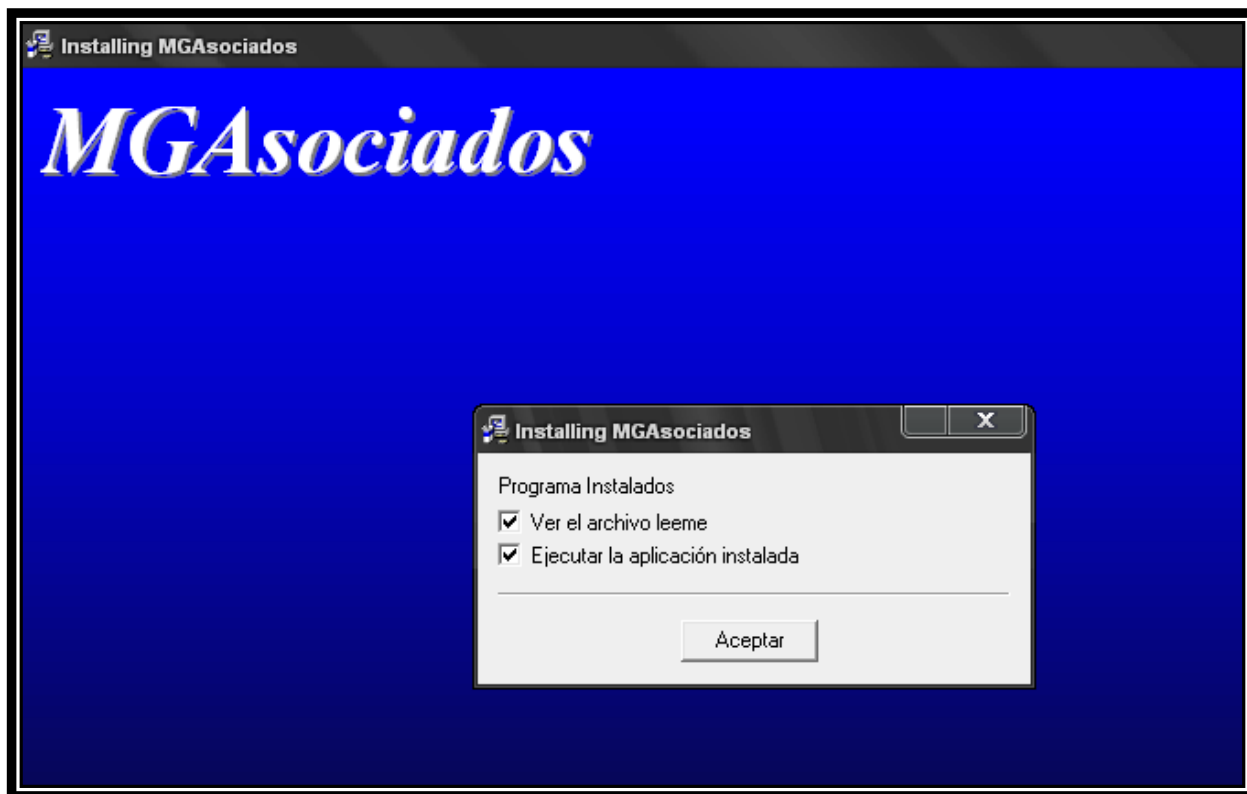 Installing MGAsociados
MGAsociados
Installing MGAsociados
X
Programa Instalados
Ver el archivo leeme
Ejecutar la aplicación instalada
Aceptar